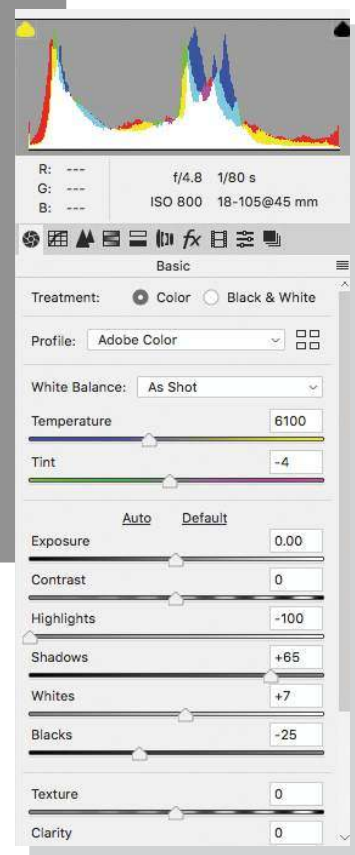 R: ---
G: ---
B: ---
f/4.8 1/80 s
ISO 800 18-105@45 mm
fx
Basic
Treatment: Color Black & White
Profile: Adobe Color
White Balance: As Shot
Temperature 6100
Tint -4
Auto Default
Exposure 0.00
Contrast 0
Highlights -100
Shadows +65
Whites +7
Blacks -25
Texture 0
Clarity 0